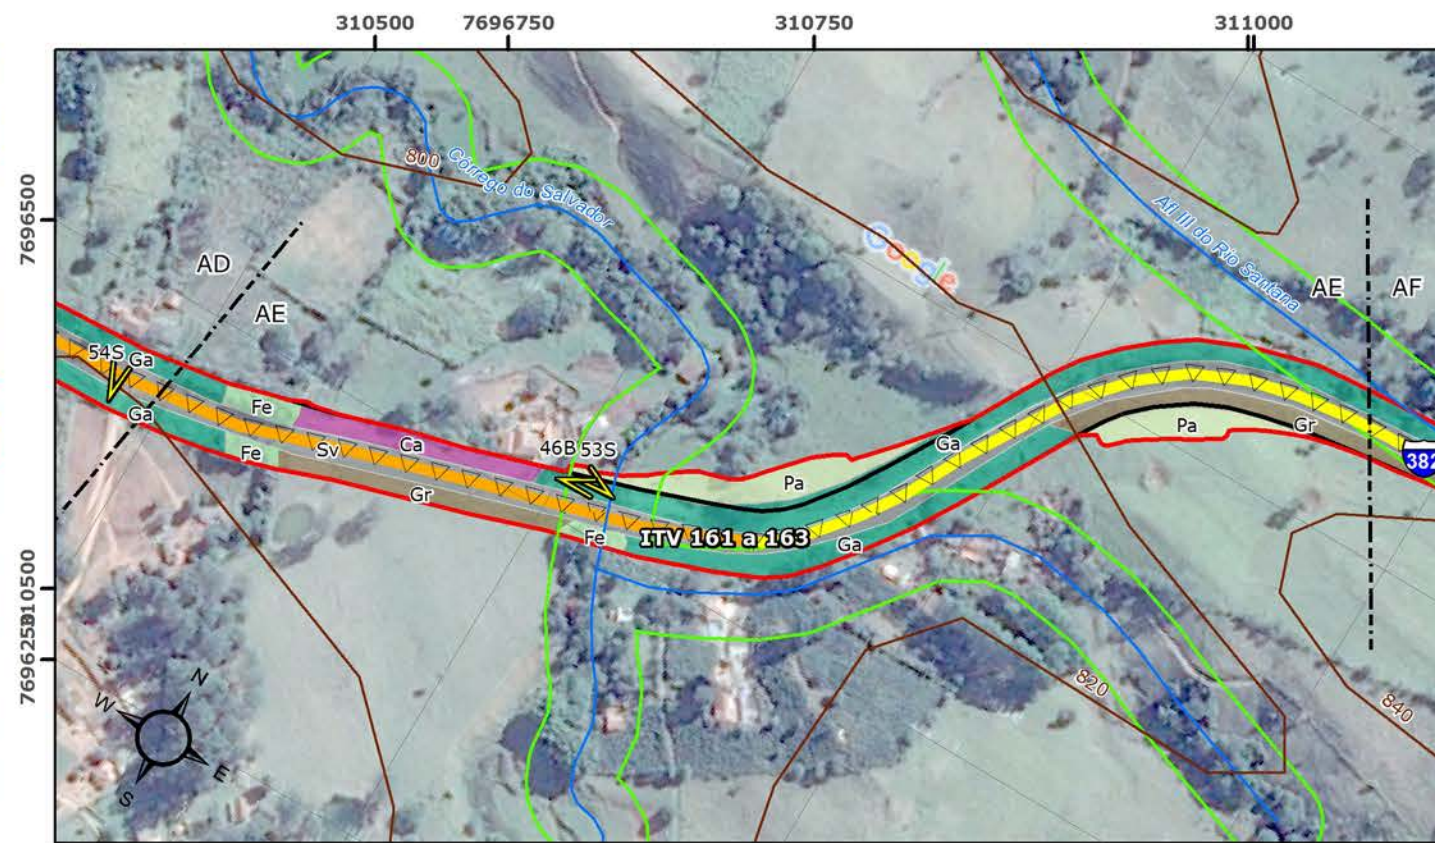 310500
7696750
310750
311000
7696500
310500
7696250
800
Córrego do Salvador
Google
Afl III do Rio Santana
AD
AE
AE
AF
54S
Ga
Ga
Fe
Fe
Sv
Ca
Gr
46B
53S
Fe
Pa
Ga
ITV 161 a 163
Ga
Pa
Gr
382
820
840
N
W
E
S